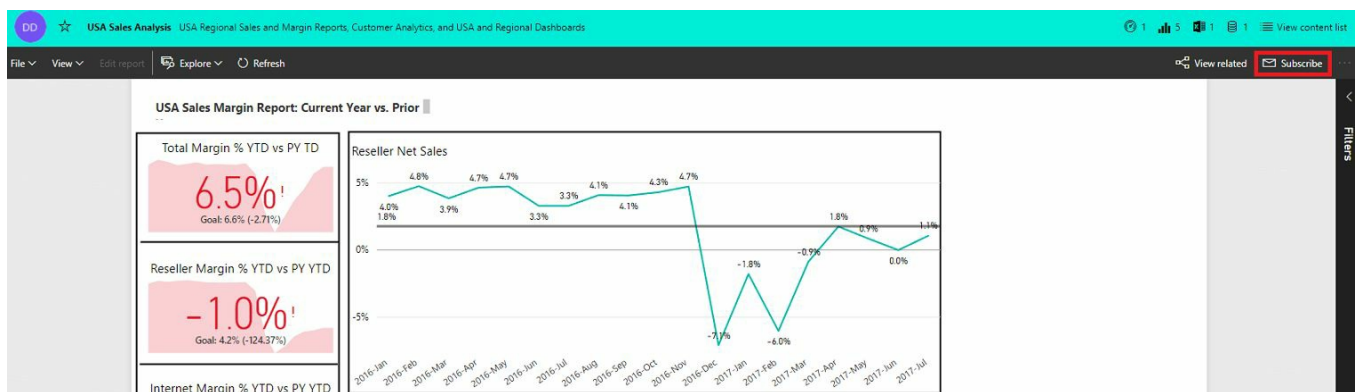 DD USA Sales Analysis USA Regional Sales and Margin Reports, Customer Analytics, and USA and Regional Dashboards 1 5 1 1 View content list
File View Edit report Explore Refresh View related Subscribe ...
USA Sales Margin Report: Current Year vs. Prior
Filters
Total Margin % YTD vs PY TD
6.5%!
Goal: 6.6% (-2.71%)
Reseller Margin % YTD vs PY YTD
-1.0%!
Goal: 4.2% (-124.37%)
Internet Margin % YTD vs PY YTD
Reseller Net Sales
5%
0%
-5%
4.0% 4.8% 3.9% 4.7% 4.7% 3.3% 3.3% 4.1% 4.1% 4.3% 4.7% -7.1% -1.8% -6.0% -0.9% 1.8% 0.9% 0.0% 1.1%
1.8%
2016-Jan 2016-Feb 2016-Mar 2016-Apr 2016-May 2016-Jun 2016-Jul 2016-Aug 2016-Sep 2016-Oct 2016-Nov 2016-Dec 2017-Jan 2017-Feb 2017-Mar 2017-Apr 2017-May 2017-Jun 2017-Jul